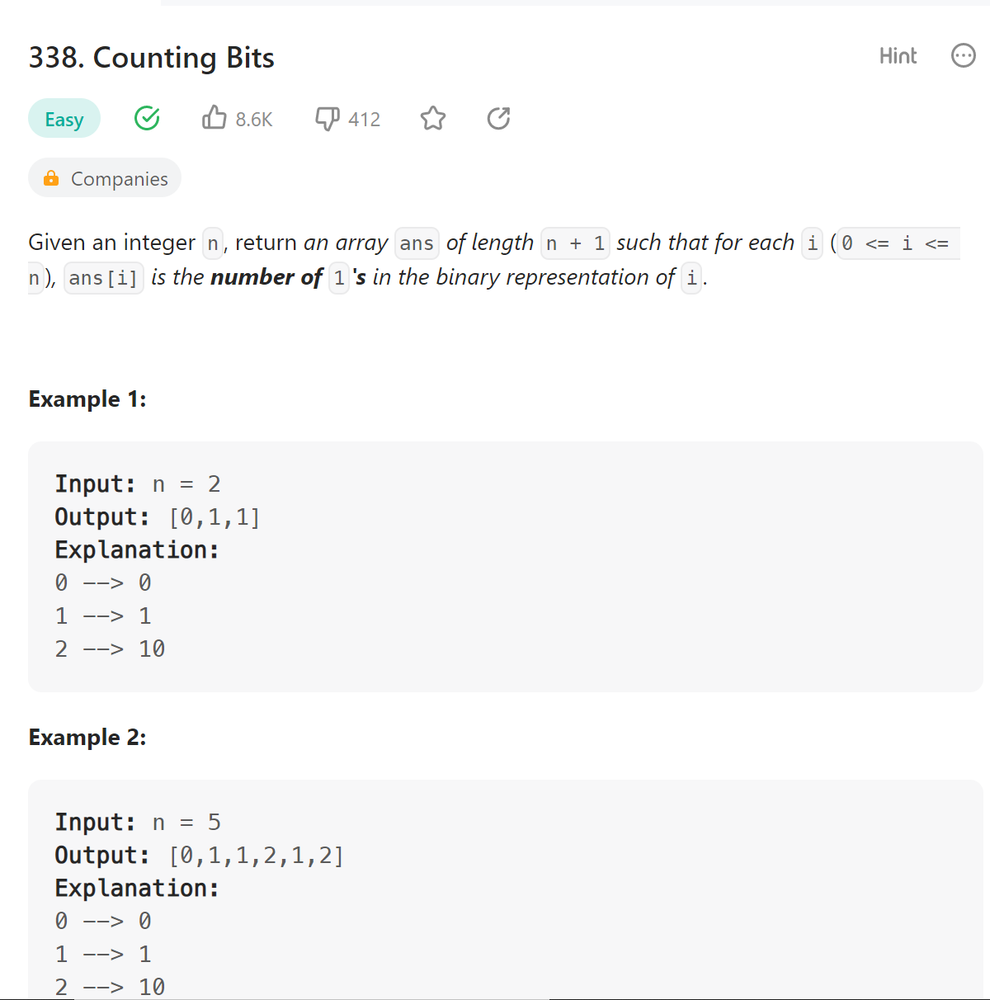 338. Counting Bits
Hint
Easy
8.6K
412
Companies
Given an integer n, return an array ans of length n + 1 such that for each i (0 <= i <=
n), ans[i] is the number of 1's in the binary representation of i.
Example 1:
Input: n = 2
Output: [0,1,1]
Explanation:
0 --> 0
1 --> 1
2 --> 10
Example 2:
Input: n = 5
Output: [0,1,1,2,1,2]
Explanation:
0 --> 0
1 --> 1
2 --> 10